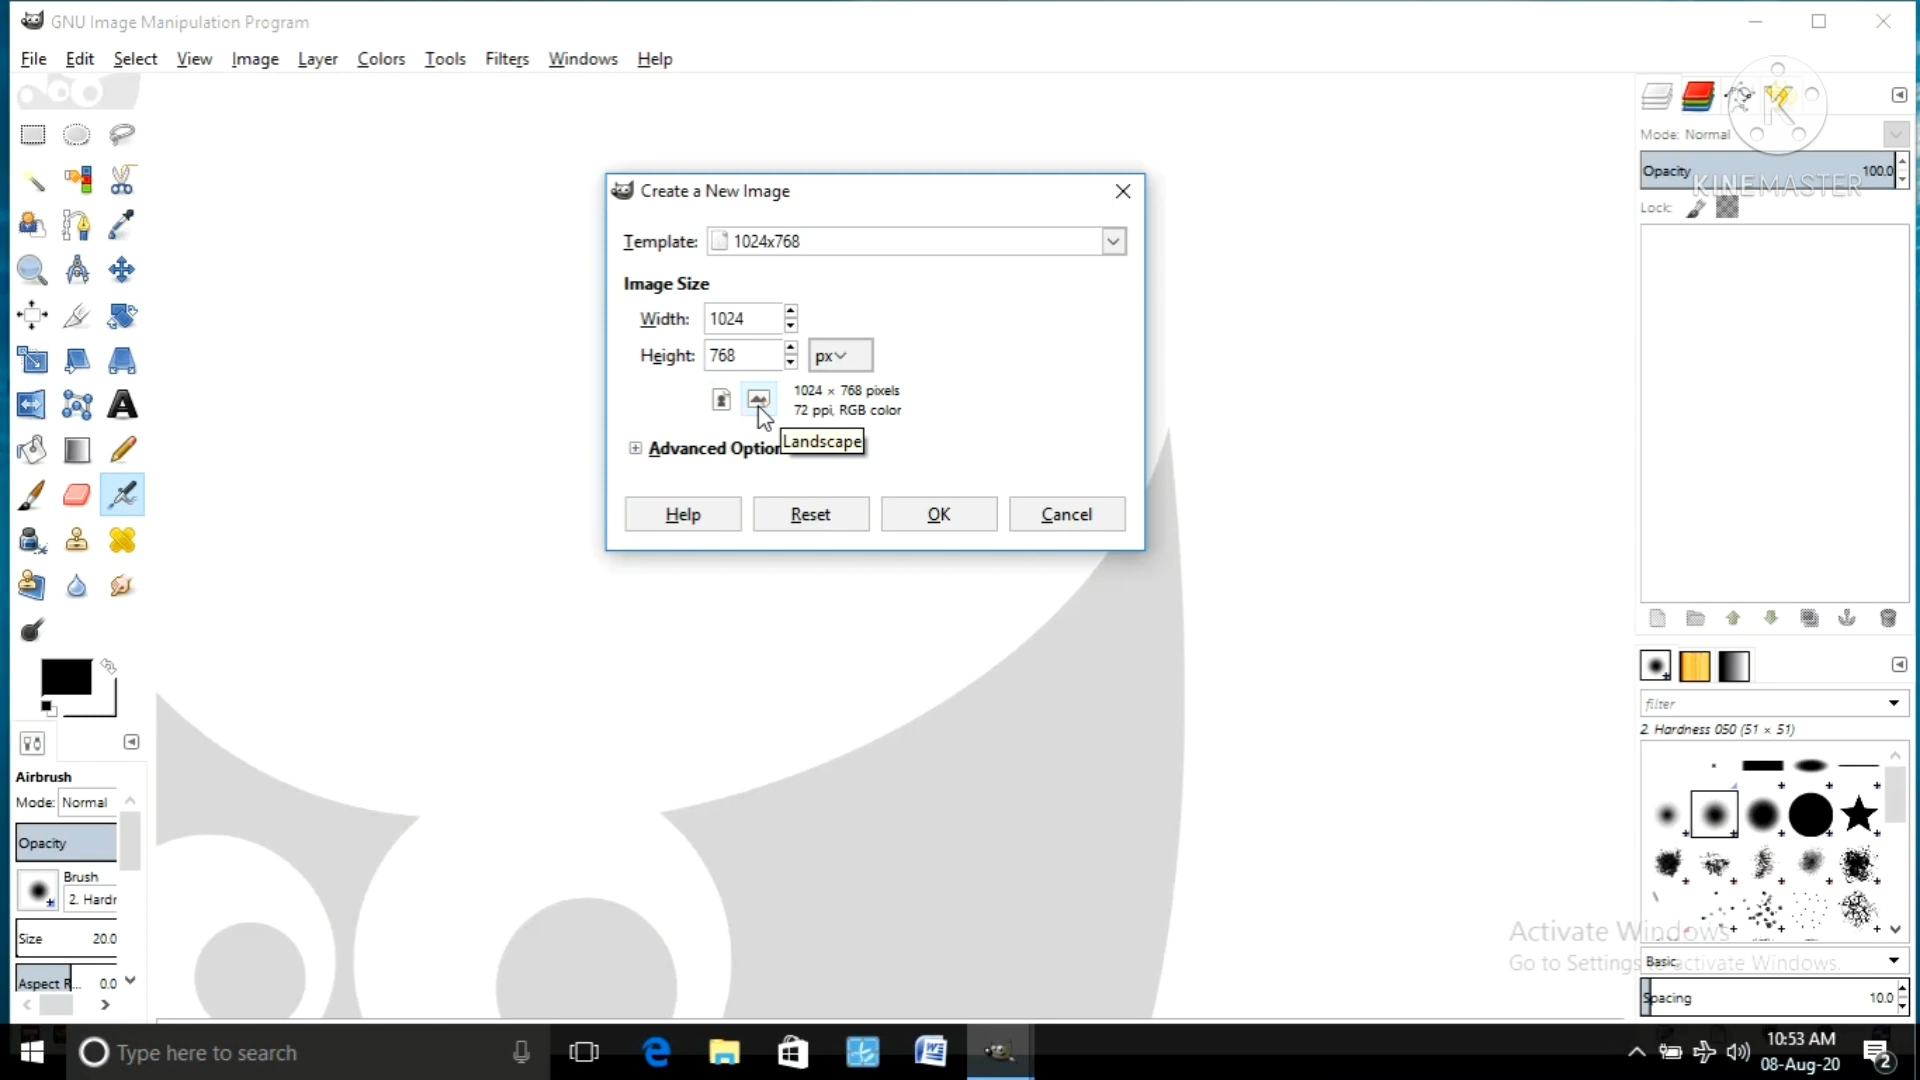 GNU Image Manipulation Program
File Edit Select View Image Layer Colors Tools Filters Windows Help
Create a New Image
Template: 1024x768
Image Size
Width: 1024
Height: 768 px
1024 × 768 pixels
72 ppi, RGB color
Advanced Option
Landscape
Help Reset OK Cancel
Mode: Normal
Opacity 100.0
KINEMASTER
Lock:
filter
2. Hardness 050 (51 × 51)
Basic,
Spacing 10.0
Airbrush
Mode: Normal
Opacity
Brush
2. Hardr
Size 20.0
Aspect R... 0.0
Activate Windows
Go to Settings to activate Windows.
Type here to search
10:53 AM
08-Aug-20
2